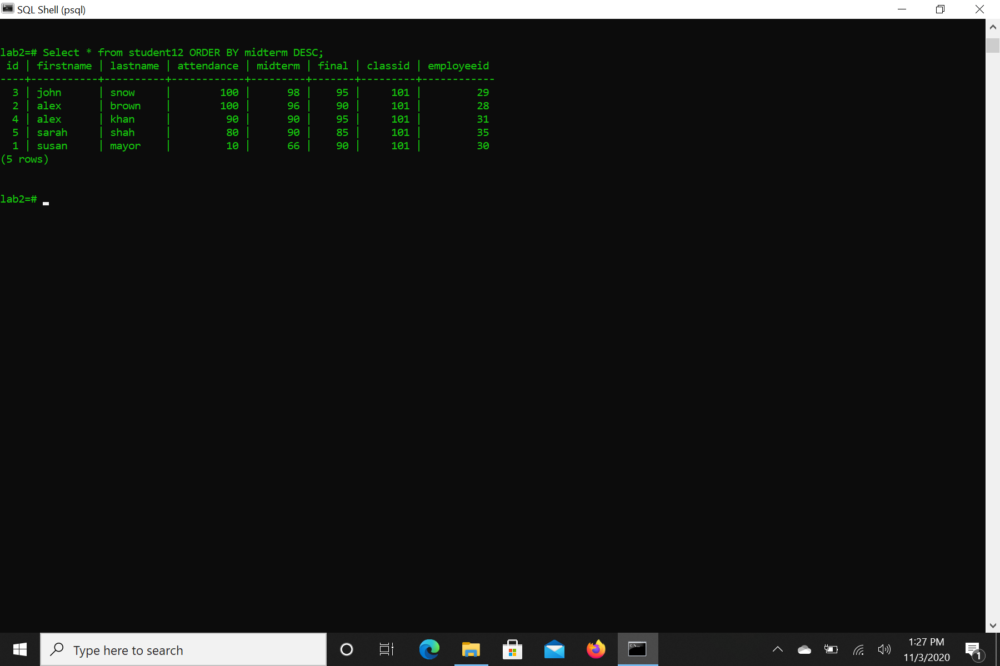 SQL Shell (psql)
lab2=# Select * from student12 ORDER BY midterm DESC;
 id | firstname | lastname | attendance | midterm | final | classid | employeeid
----+-----------+----------+------------+---------+-------+---------+------------
  3 | john      | snow     |        100 |      98 |    95 |     101 |         29
  2 | alex      | brown    |        100 |      96 |    90 |     101 |         28
  4 | alex      | khan     |         90 |      90 |    95 |     101 |         31
  5 | sarah     | shah     |         80 |      90 |    85 |     101 |         35
  1 | susan     | mayor    |         10 |      66 |    90 |     101 |         30
(5 rows)
lab2=#
Type here to search
1:27 PM
11/3/2020
1